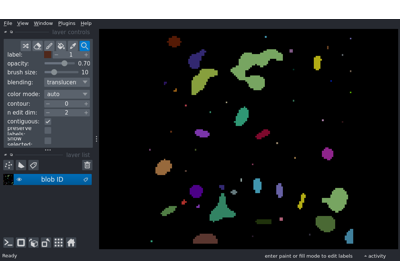 File View Window Plugins Help
layer controls
label: 1
opacity: 0.70
brush size: 10
blending: translucen
color mode: auto
contour: 0
n edit dim: 2
contiguous:
preserve labels:
show selected:
layer list
blob ID
Ready
enter paint or fill mode to edit labels
activity